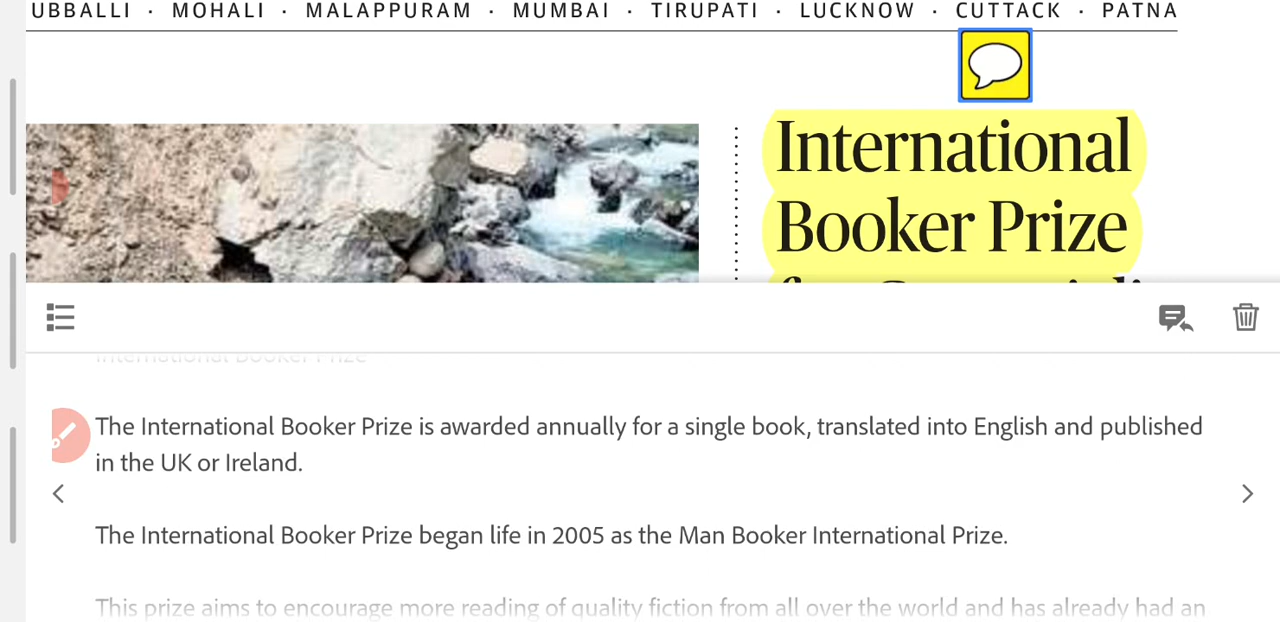 UBBALLI · MOHALI · MALAPPURAM · MUMBAI · TIRUPATI · LUCKNOW · CUTTACK · PATNA
International
Booker Prize
International Booker Prize
The International Booker Prize is awarded annually for a single book, translated into English and published
in the UK or Ireland.
The International Booker Prize began life in 2005 as the Man Booker International Prize.
This prize aims to encourage more reading of quality fiction from all over the world and has already had an